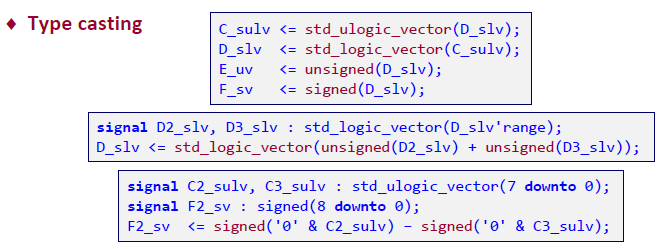 ♦ Type casting
C_sulv <= std_ulogic_vector(D_slv);
D_slv  <= std_logic_vector(C_sulv);
E_uv   <= unsigned(D_slv);
F_sv   <= signed(D_slv);
signal D2_slv, D3_slv : std_logic_vector(D_slv'range);
D_slv <= std_logic_vector(unsigned(D2_slv) + unsigned(D3_slv));
signal C2_sulv, C3_sulv : std_ulogic_vector(7 downto 0);
signal F2_sv : signed(8 downto 0);
F2_sv  <= signed('0' & C2_sulv) – signed('0' & C3_sulv);